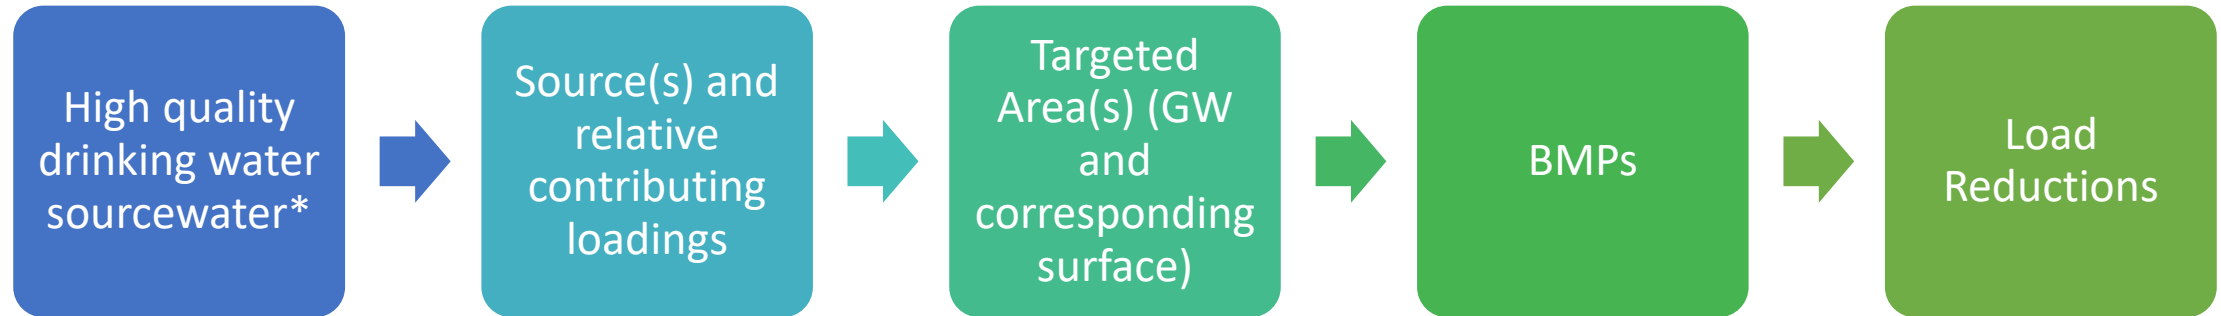 High quality
drinking water
sourcewater*
Source(s) and
relative
contributing
loadings
Targeted
Area(s) (GW
and
corresponding
surface)
BMPs
Load
Reductions